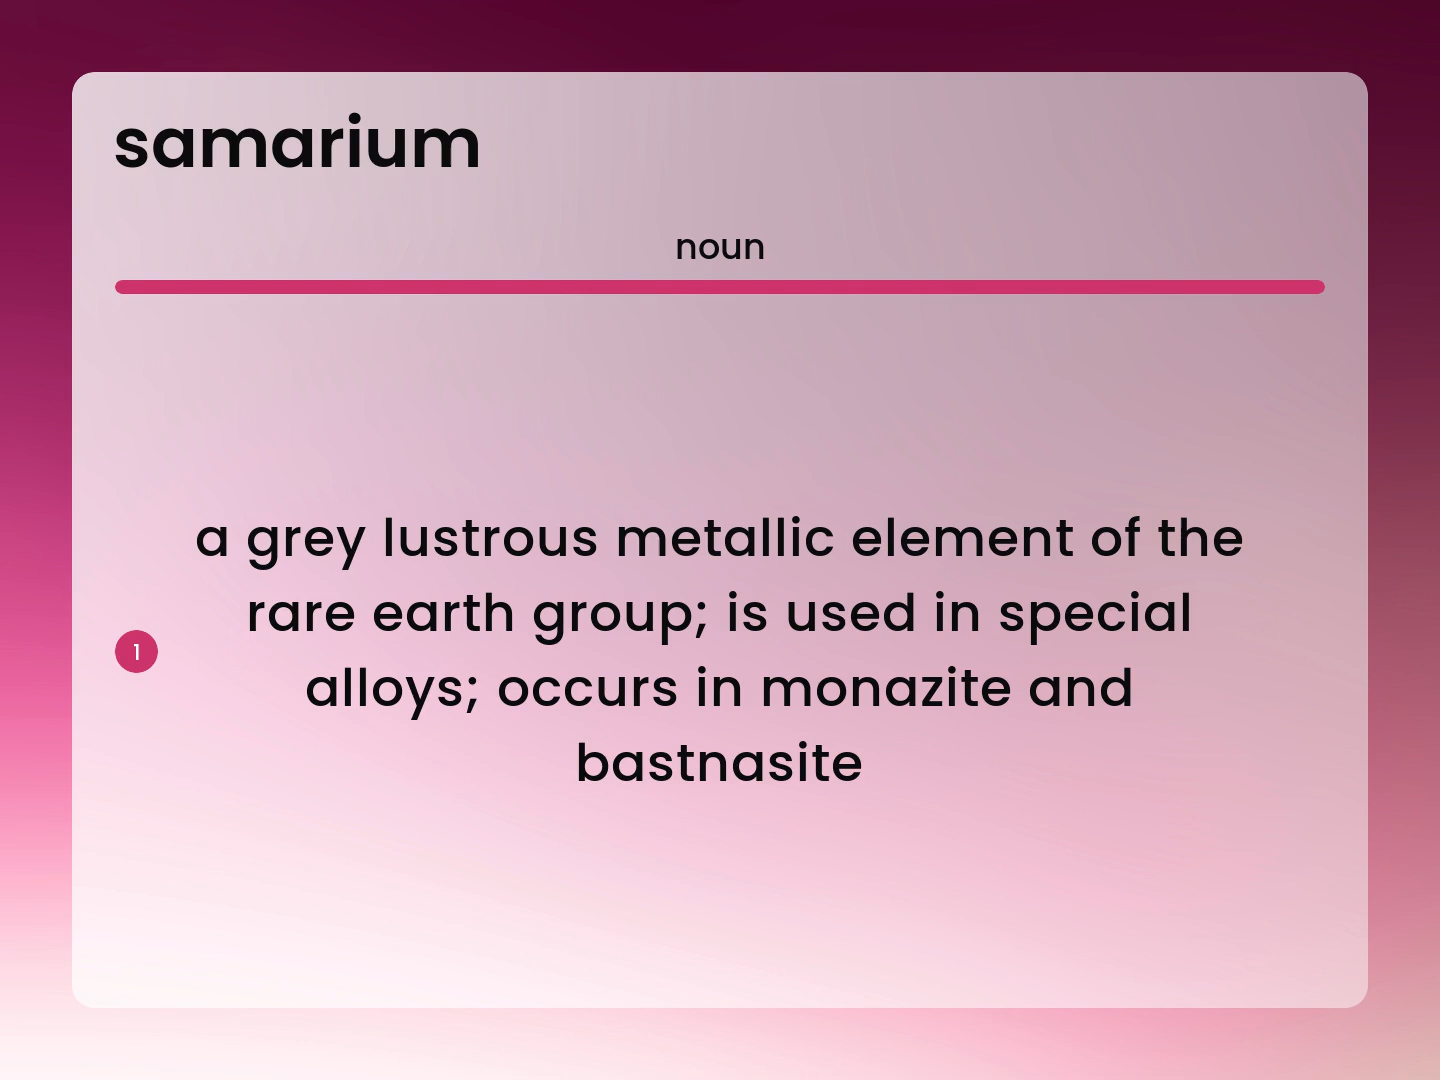 samarium
noun
1
a grey lustrous metallic element of the
rare earth group; is used in special
alloys; occurs in monazite and
bastnasite